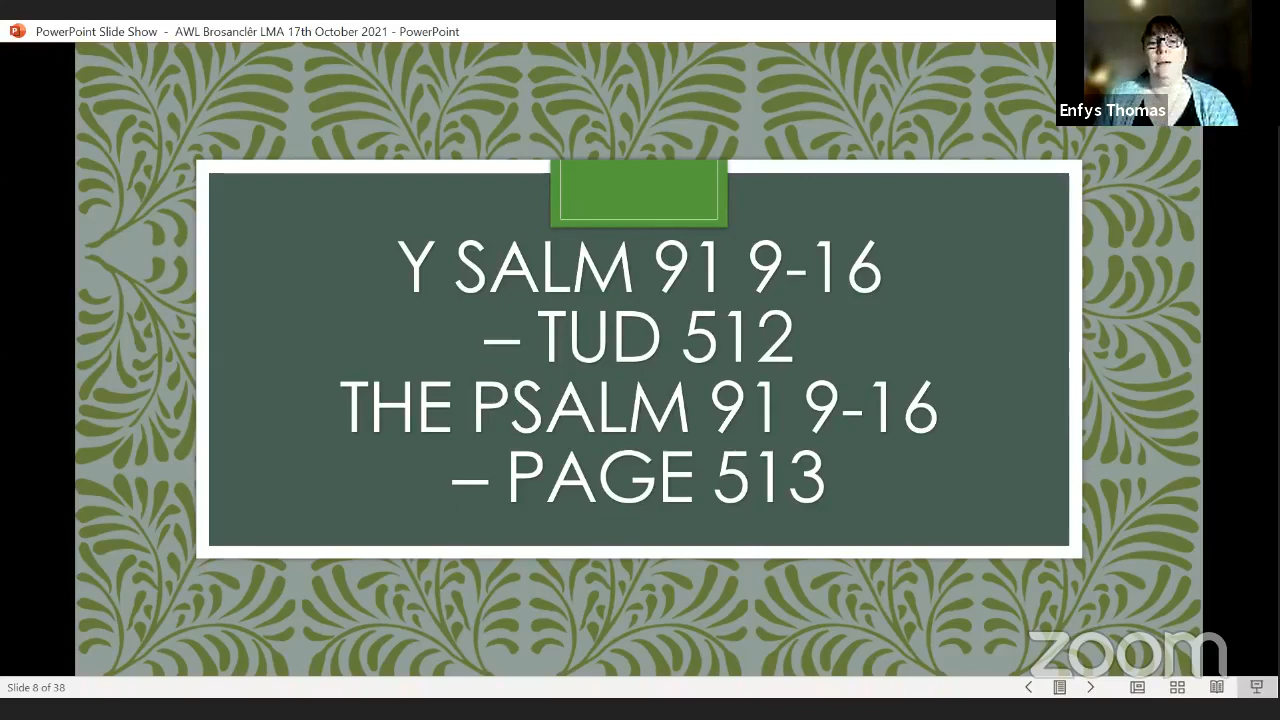 PowerPoint Slide Show - AWL Brosanclêr LMA 17th October 2021 - PowerPoint
Enfys Thomas
Y SALM 91 9-16
– TUD 512
THE PSALM 91 9-16
– PAGE 513
zoom
Slide 8 of 38